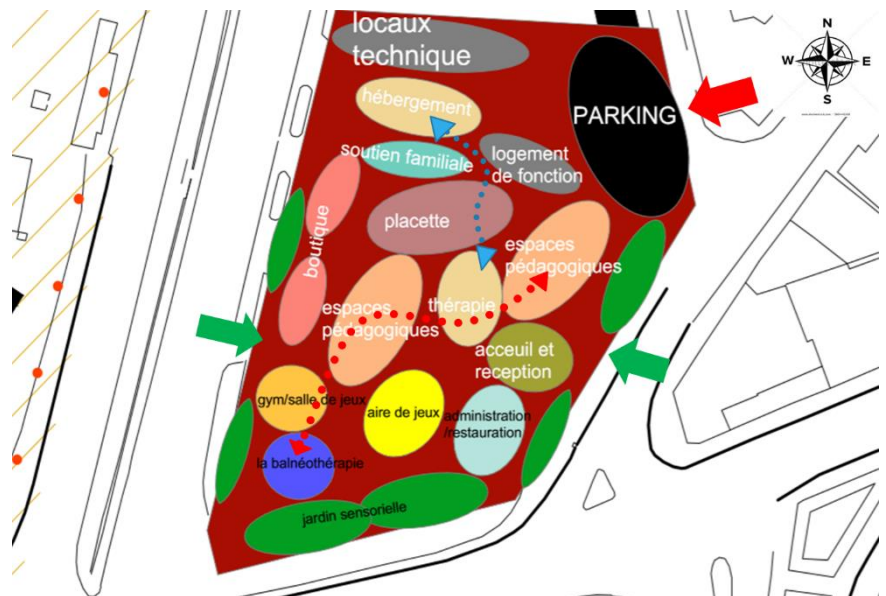 locaux
technique
N
W
E
S
hébergement
PARKING
soutien familiale
logement
de fonction
boutique
placette
espaces
pédagogiques
espaces
pédagogiques
thérapie
acceuil et
reception
gym/salle de jeux
aire de jeux
administration
/restauration
la balnéothérapie
jardin sensorielle